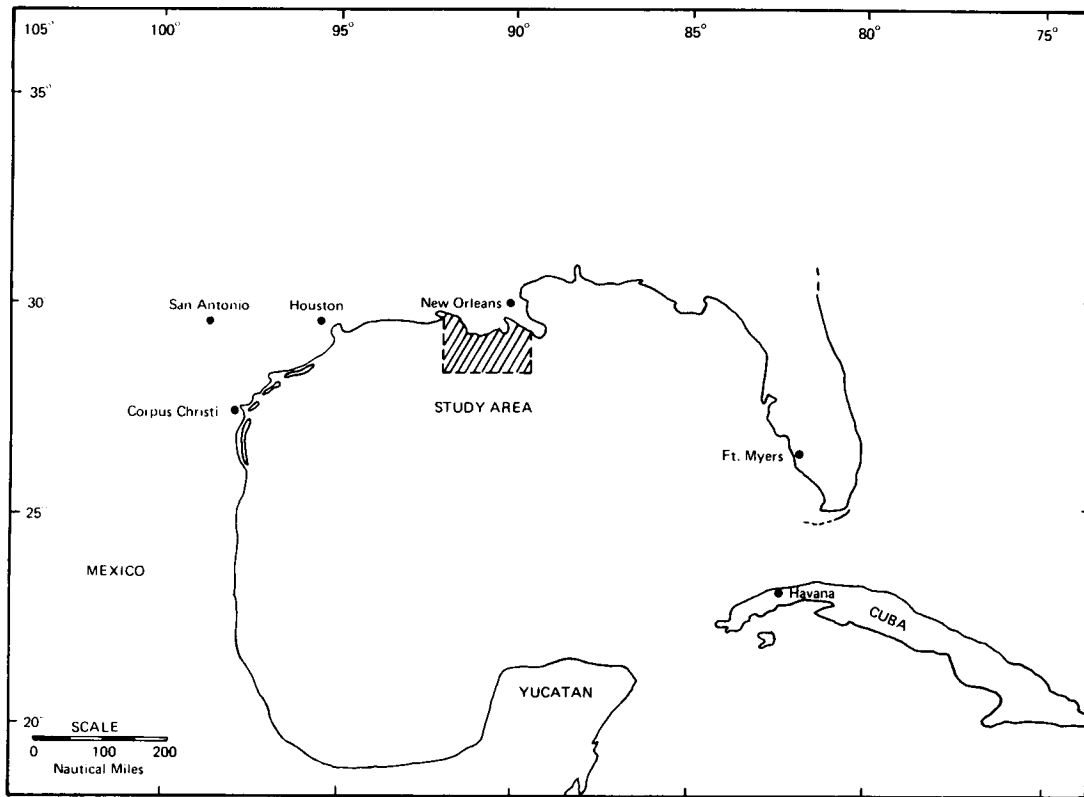 105° 100° 95° 90° 85° 80° 75°
35°
30°
San Antonio Houston New Orleans
Corpus Christi STUDY AREA
Ft. Myers
25°
MEXICO
Havana
CUBA
YUCATAN
20°
SCALE
0 100 200
Nautical Miles